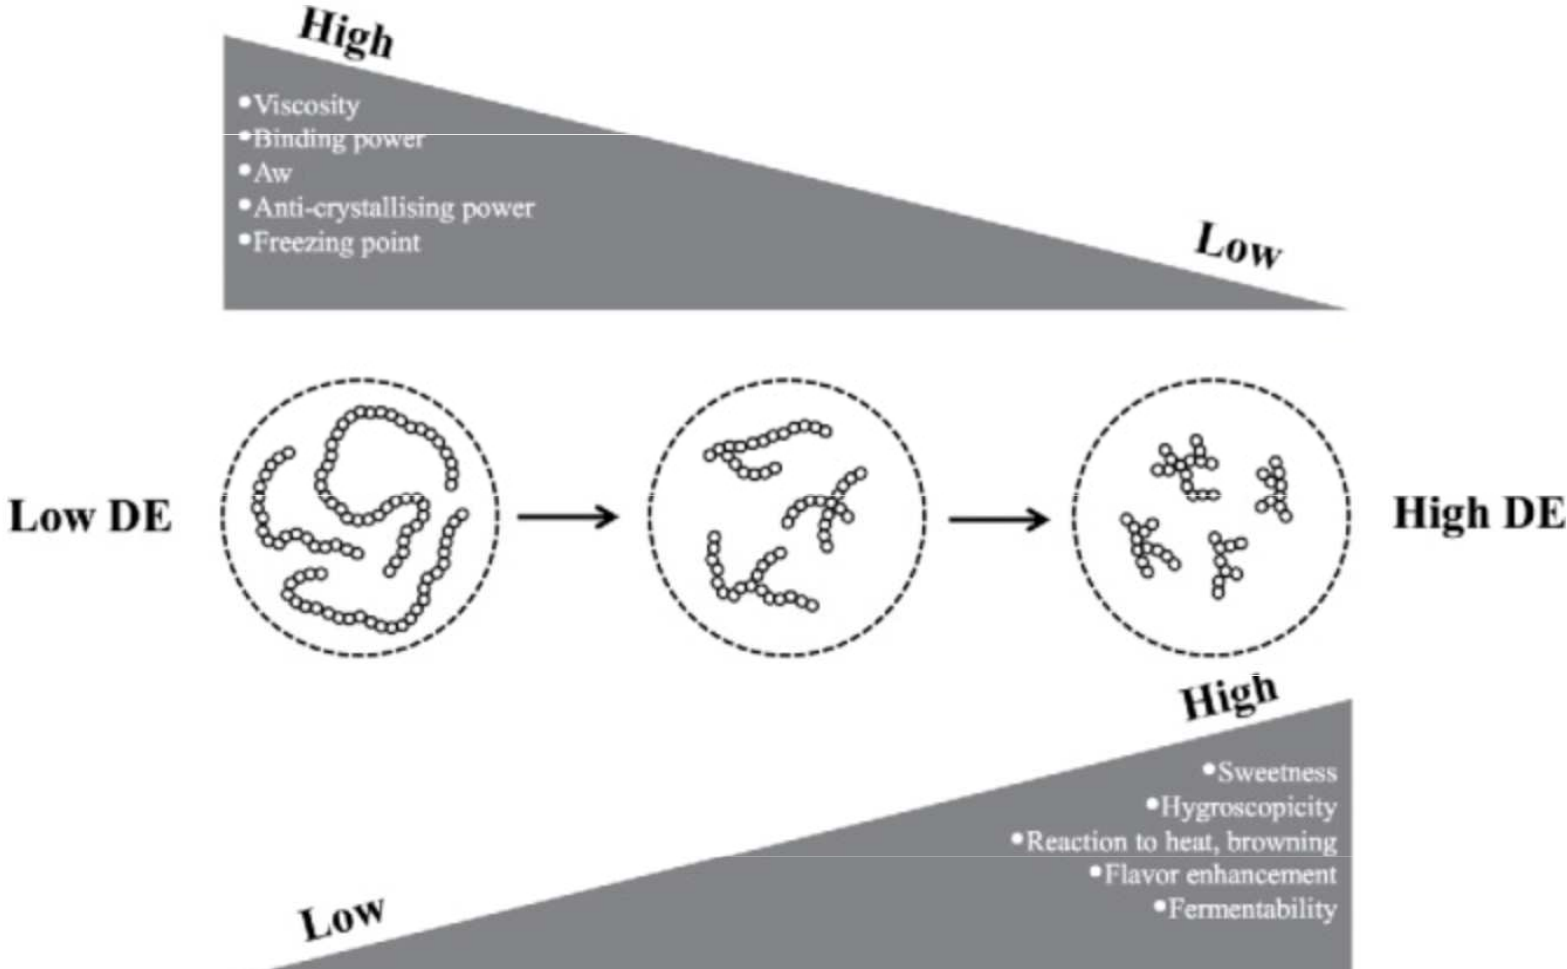 High
•Viscosity
•Binding power
•Aw
•Anti-crystallising power
•Freezing point
Low
Low DE
High DE
High
•Sweetness
•Hygroscopicity
•Reaction to heat, browning
•Flavor enhancement
•Fermentability
Low